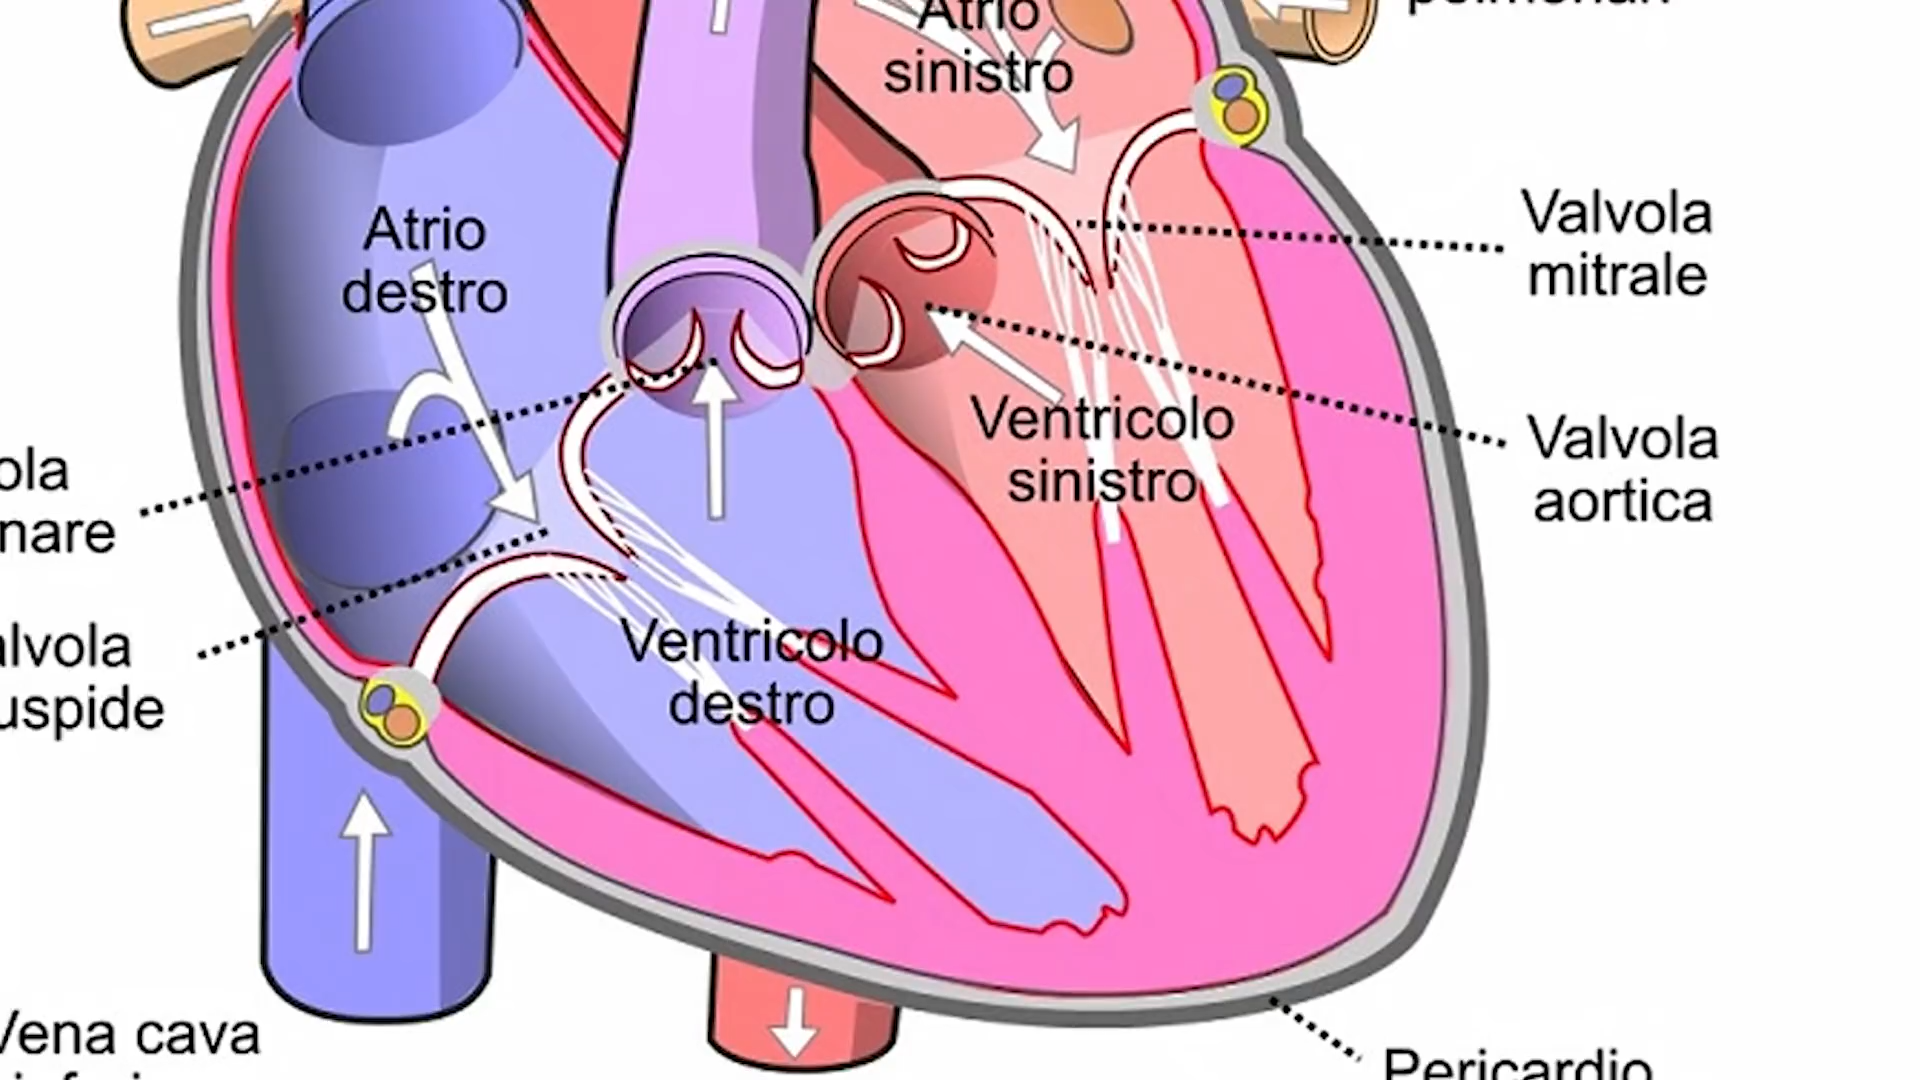 Atrio
sinistro
Atrio
destro
Valvola
mitrale
Ventricolo
sinistro
Valvola
aortica
ola
nare
Ventricolo
destro
alvola
uspide
Vena cava
Pericardio